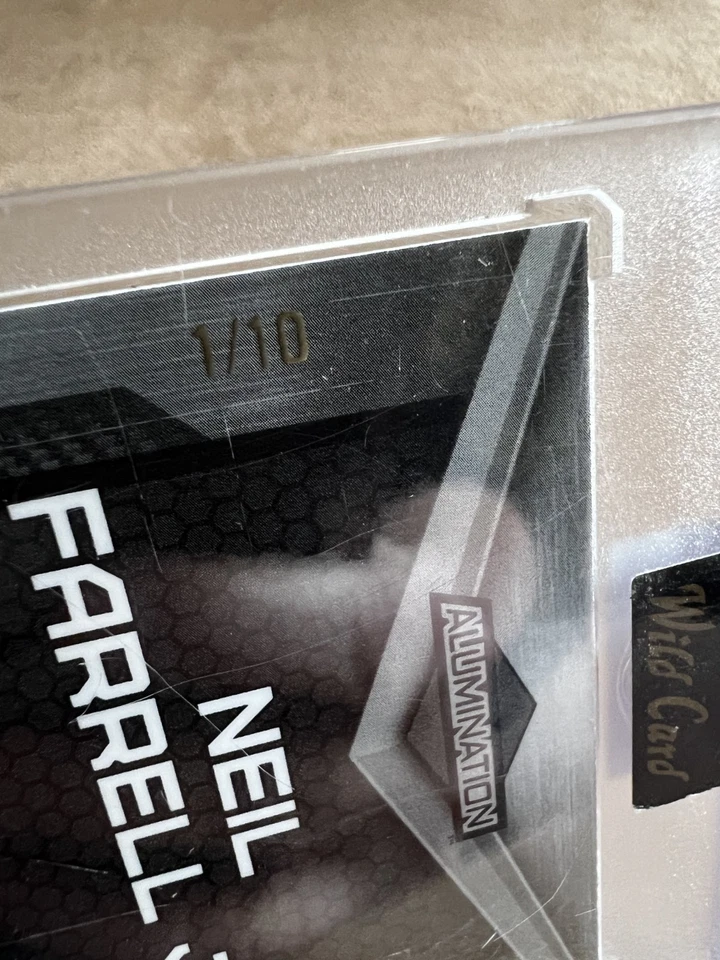 1/10
ALUMINATION
NEIL
FARRELL
Wild Card